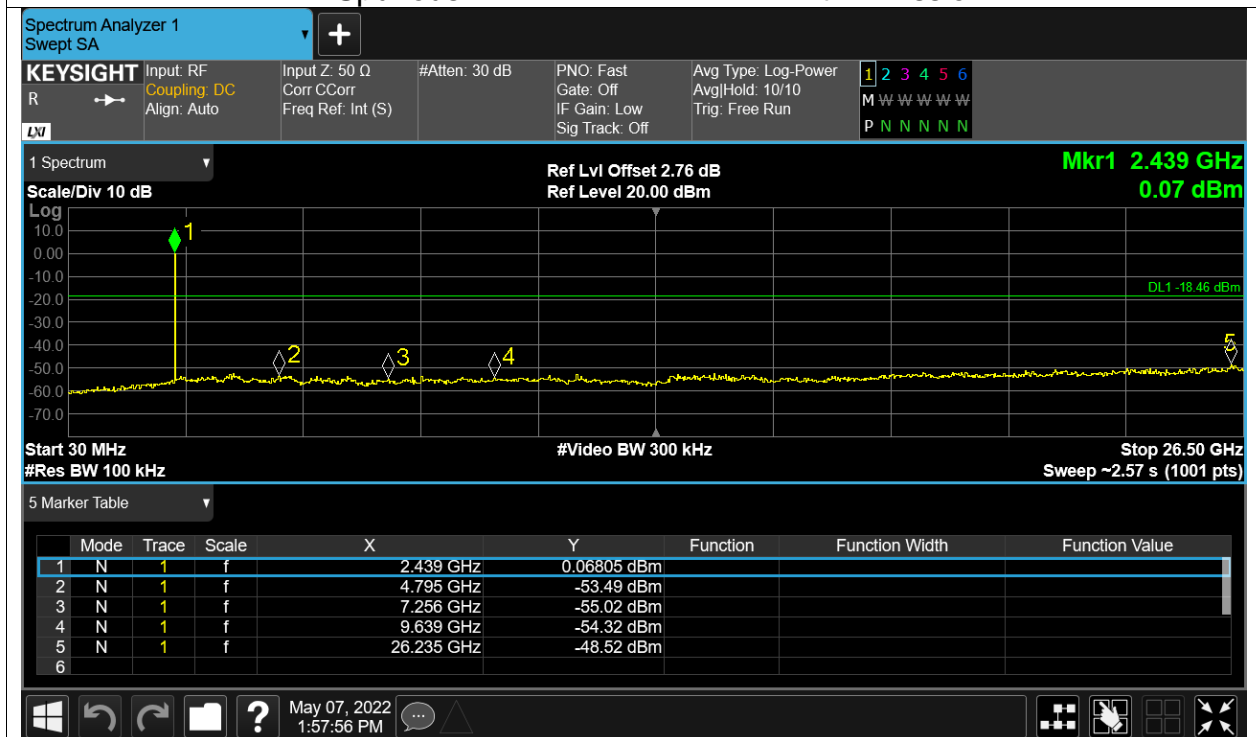 Spectrum Analyzer 1
Swept SA
+
KEYSIGHT Input: RF Input Z: 50 Ω #Atten: 30 dB PNO: Fast Avg Type: Log-Power 1 2 3 4 5 6
R Coupling: DC Corr CCorr Gate: Off Avg|Hold: 10/10 M W W W W W
Align: Auto Freq Ref: Int (S) IF Gain: Low Trig: Free Run
LXI Sig Track: Off P N N N N N N
1 Spectrum Ref Lvl Offset 2.76 dB Mkr1 2.439 GHz
Scale/Div 10 dB Ref Level 20.00 dBm 0.07 dBm
Log
10.0 1
0.00
-10.0
DL1 -18.46 dBm
-20.0
-30.0
-40.0 2 3 4 5
-50.0
-60.0
-70.0
Start 30 MHz #Video BW 300 kHz Stop 26.50 GHz
#Res BW 100 kHz Sweep ~2.57 s (1001 pts)
5 Marker Table
Mode Trace Scale X Y Function Function Width Function Value
1 N 1 f 2.439 GHz 0.06805 dBm
2 N 1 f 4.795 GHz -53.49 dBm
3 N 1 f 7.256 GHz -55.02 dBm
4 N 1 f 9.639 GHz -54.32 dBm
5 N 1 f 26.235 GHz -48.52 dBm
6
? May 07, 2022
1:57:56 PM